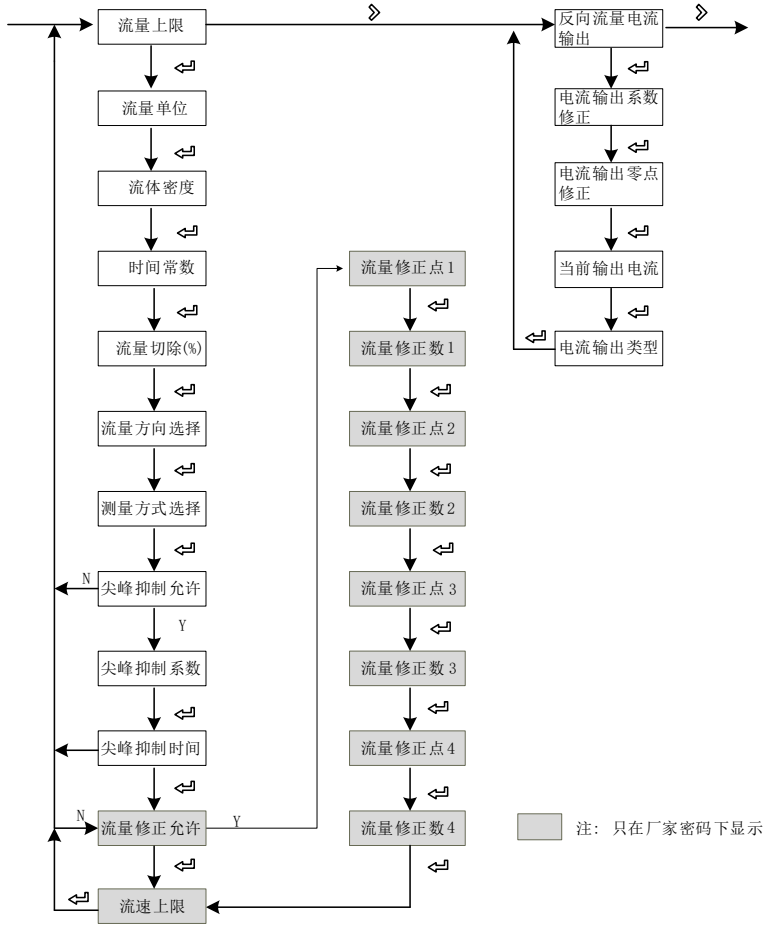 流量上限
流量单位
流体密度
时间常数
流量切除(%)
流量方向选择
测量方式选择
N
尖峰抑制允许
Y
尖峰抑制系数
尖峰抑制时间
N
流量修正允许
Y
流速上限
流量修正点1
流量修正数1
流量修正点2
流量修正数2
流量修正点3
流量修正数3
流量修正点4
流量修正数4
反向流量电流
输出
电流输出系数
修正
电流输出零点
修正
当前输出电流
电流输出类型
注: 只在厂家密码下显示